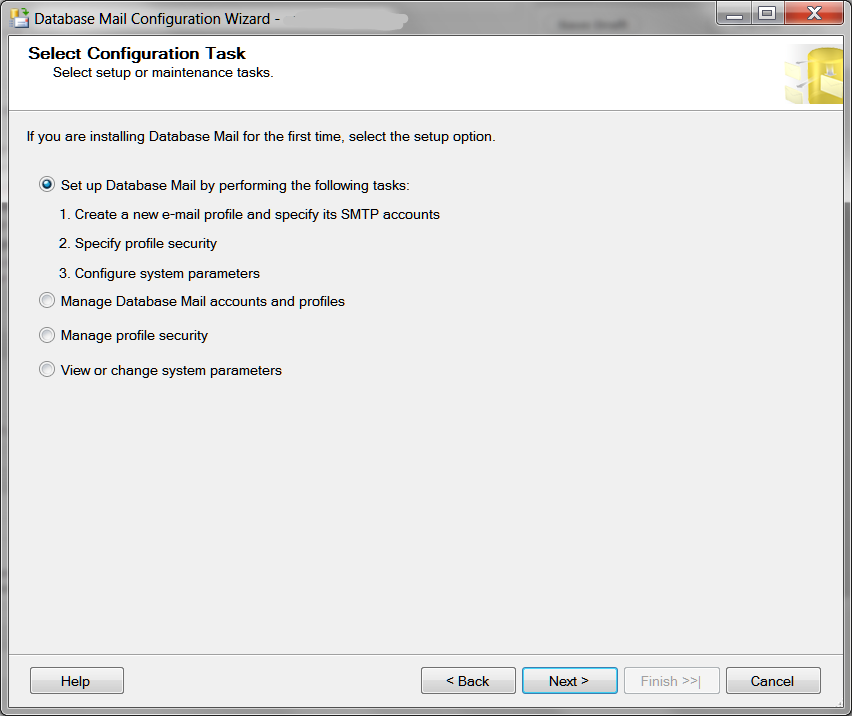 Database Mail Configuration Wizard -
Select Configuration Task
Select setup or maintenance tasks.
If you are installing Database Mail for the first time, select the setup option.
Set up Database Mail by performing the following tasks:
1. Create a new e-mail profile and specify its SMTP accounts
2. Specify profile security
3. Configure system parameters
Manage Database Mail accounts and profiles
Manage profile security
View or change system parameters
Help
< Back
Next >
Finish >>|
Cancel